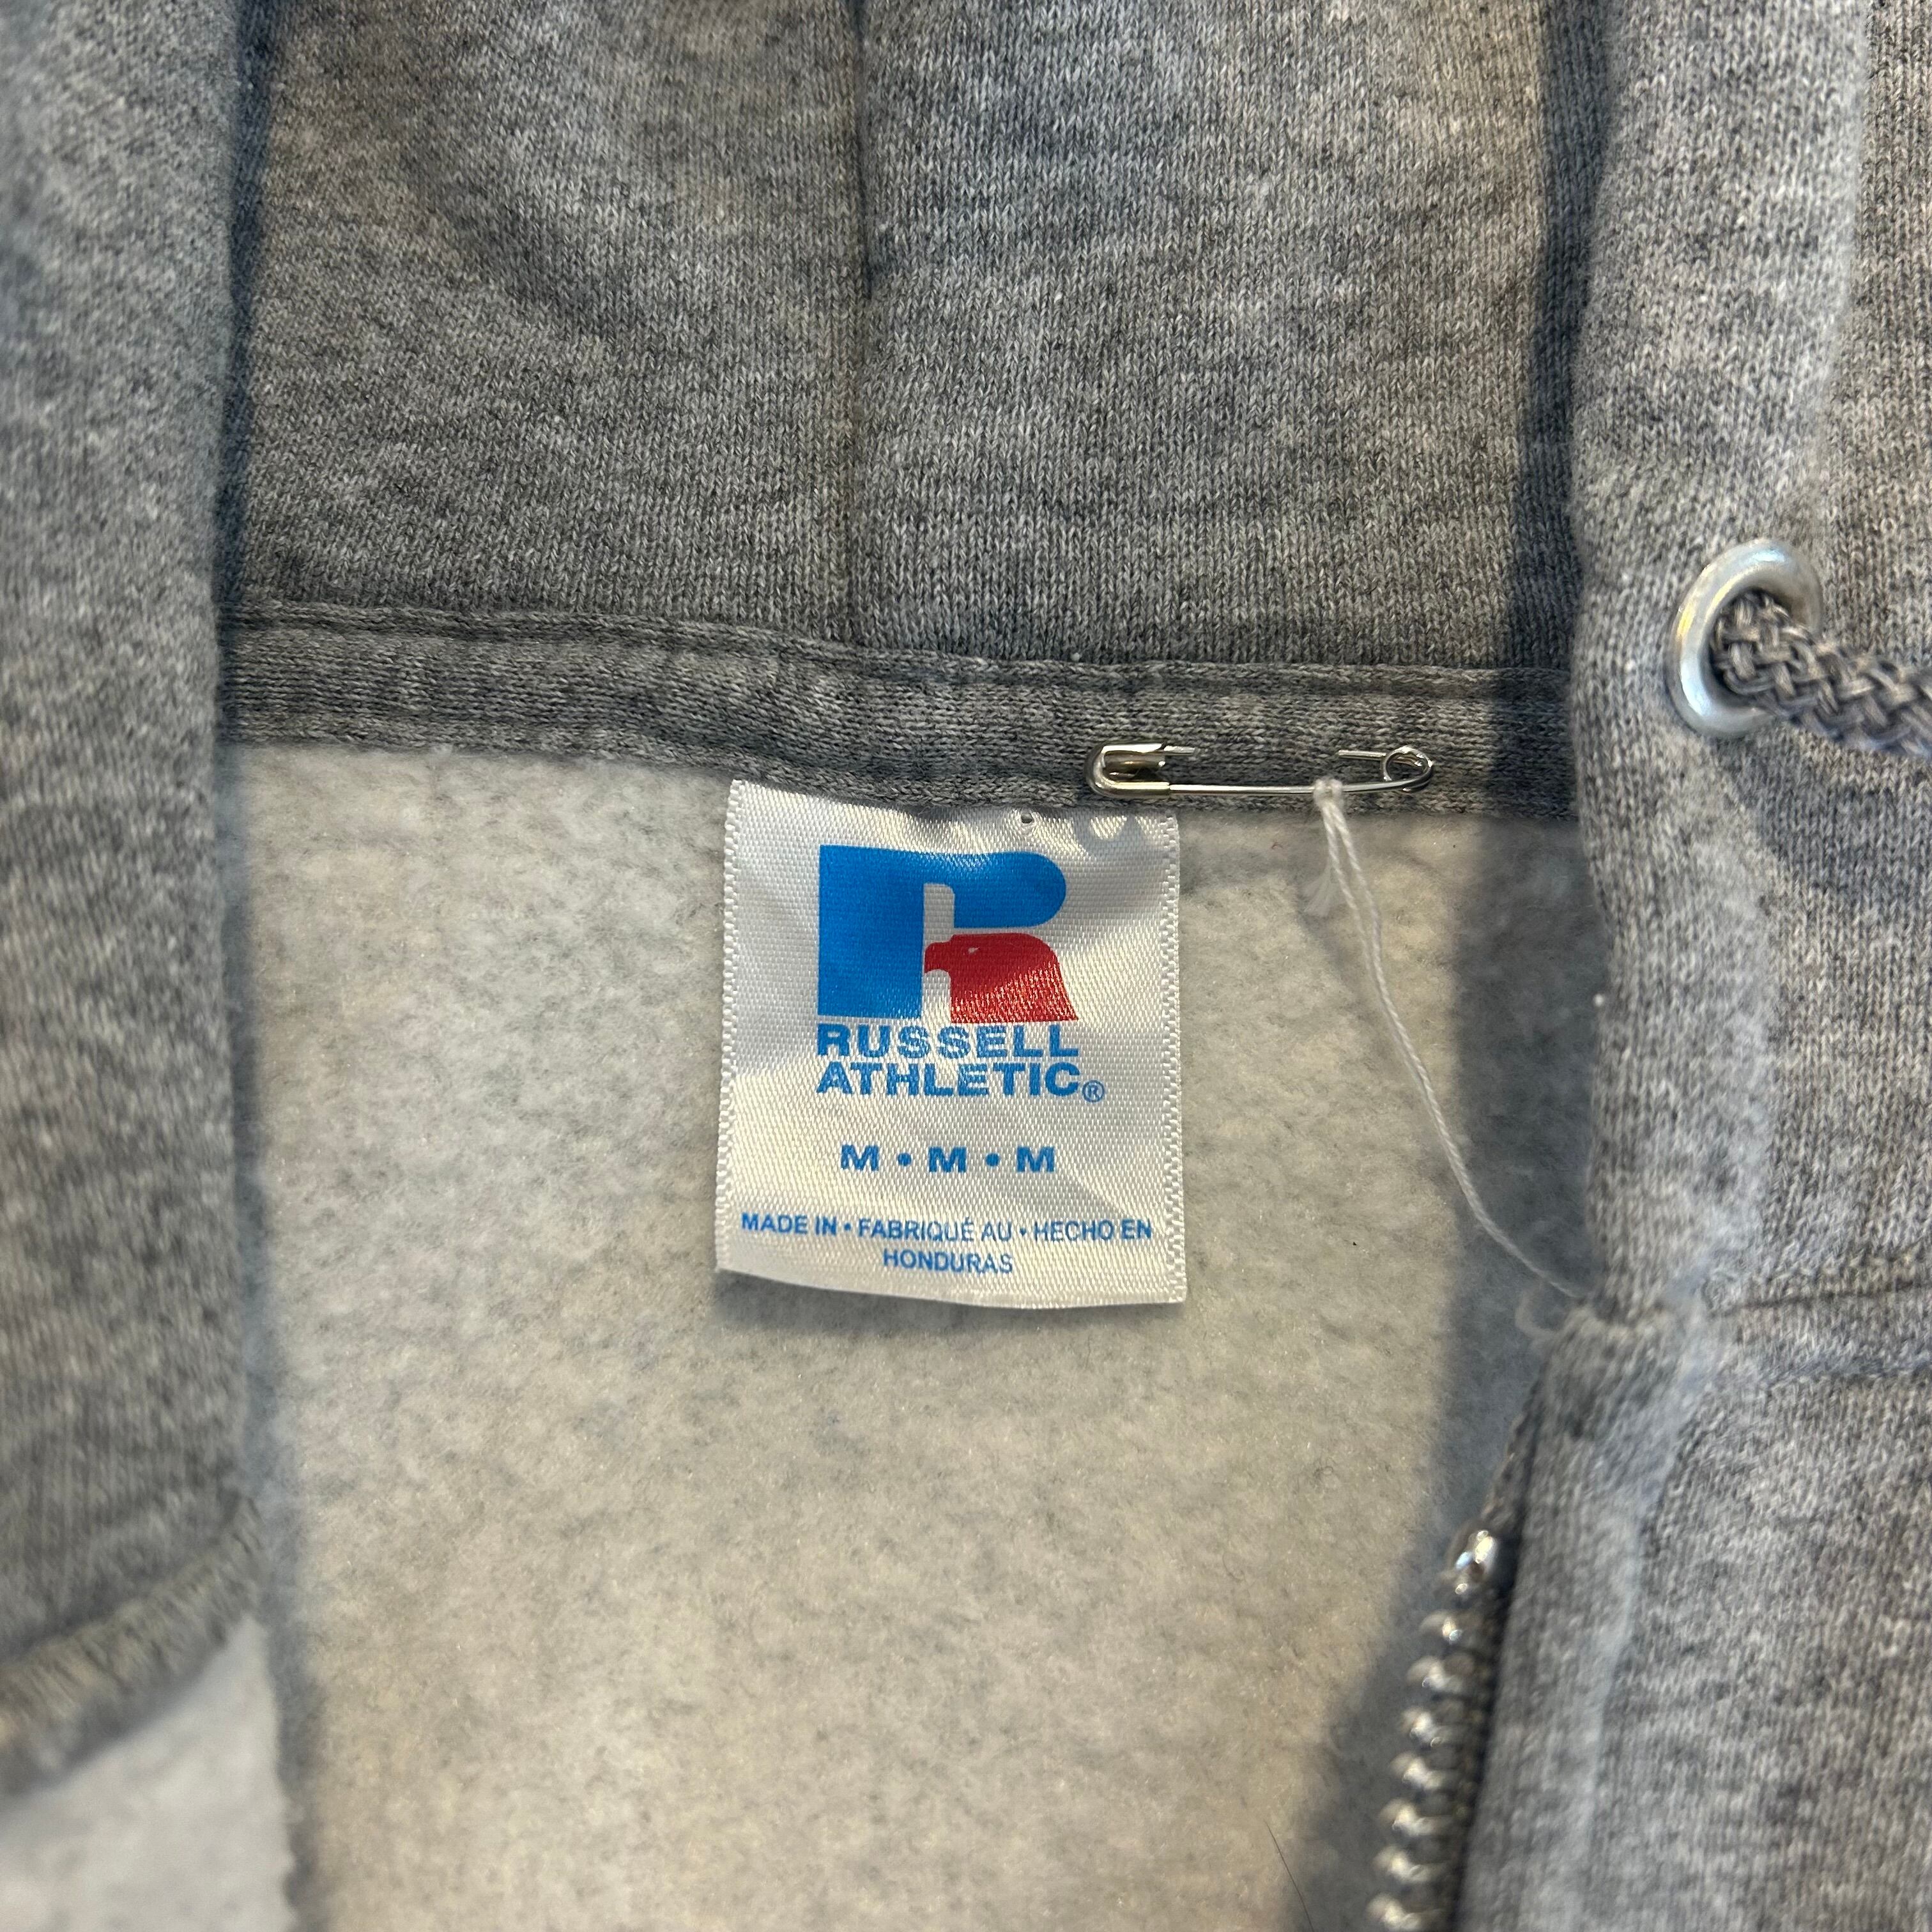 RUSSELL
ATHLETIC®
M • M • M
MADE IN • FABRIQUÉ AU • HECHO EN
HONDURAS